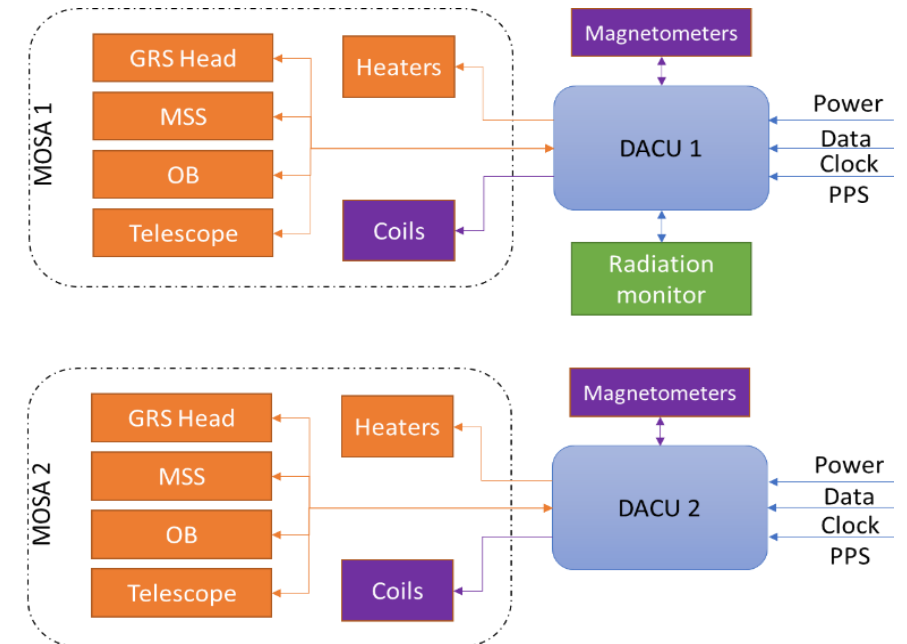 MOSA 1
GRS Head
MSS
OB
Telescope
Heaters
Coils
Magnetometers
DACU 1
Radiation
monitor
Power
Data
Clock
PPS
MOSA 2
GRS Head
MSS
OB
Telescope
Heaters
Coils
Magnetometers
DACU 2
Power
Data
Clock
PPS